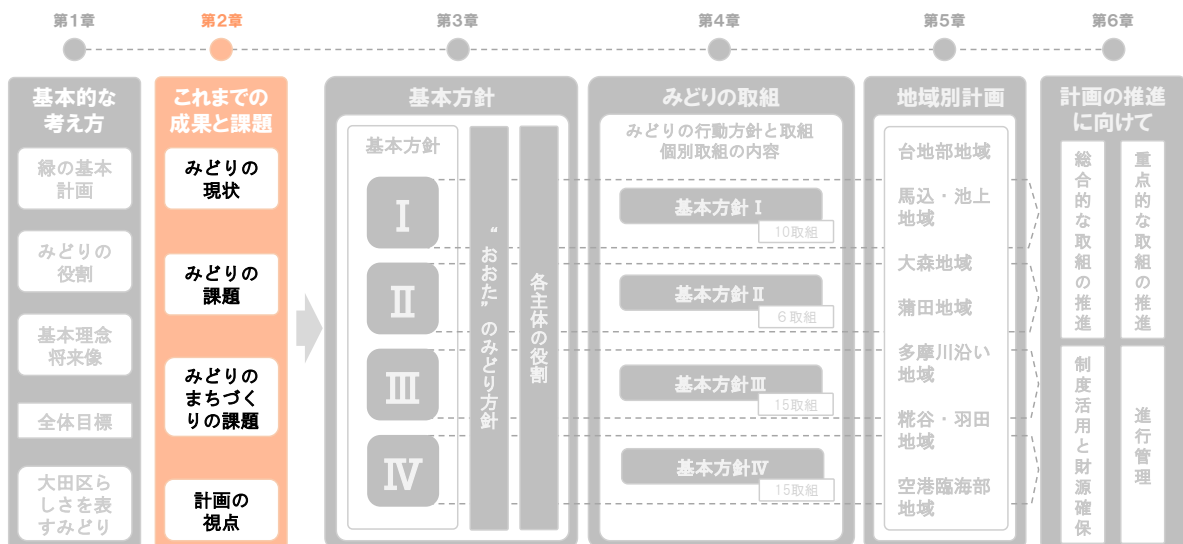 第1章
第2章
第3章
第4章
第5章
第6章
基本的な
考え方
緑の基本
計画
みどりの
役割
基本理念
将来像
全体目標
大田区ら
しさを表
すみどり
これまでの
成果と課題
みどりの
現状
みどりの
課題
みどりの
まちづく
りの課題
計画の
視点
基本方針
基本方針
Ⅰ
Ⅱ
Ⅲ
Ⅳ
“おおた”のみどり方針
各主体の役割
みどりの取組
みどりの行動方針と取組
個別取組の内容
基本方針Ⅰ
10取組
基本方針Ⅱ
6取組
基本方針Ⅲ
15取組
基本方針Ⅳ
15取組
地域別計画
台地部地域
馬込・池上
地域
大森地域
蒲田地域
多摩川沿い
地域
糀谷・羽田
地域
空港臨海部
地域
計画の推進
に向けて
総合的な取組の推進
重点的な取組の推進
制度活用と財源確保
進行管理